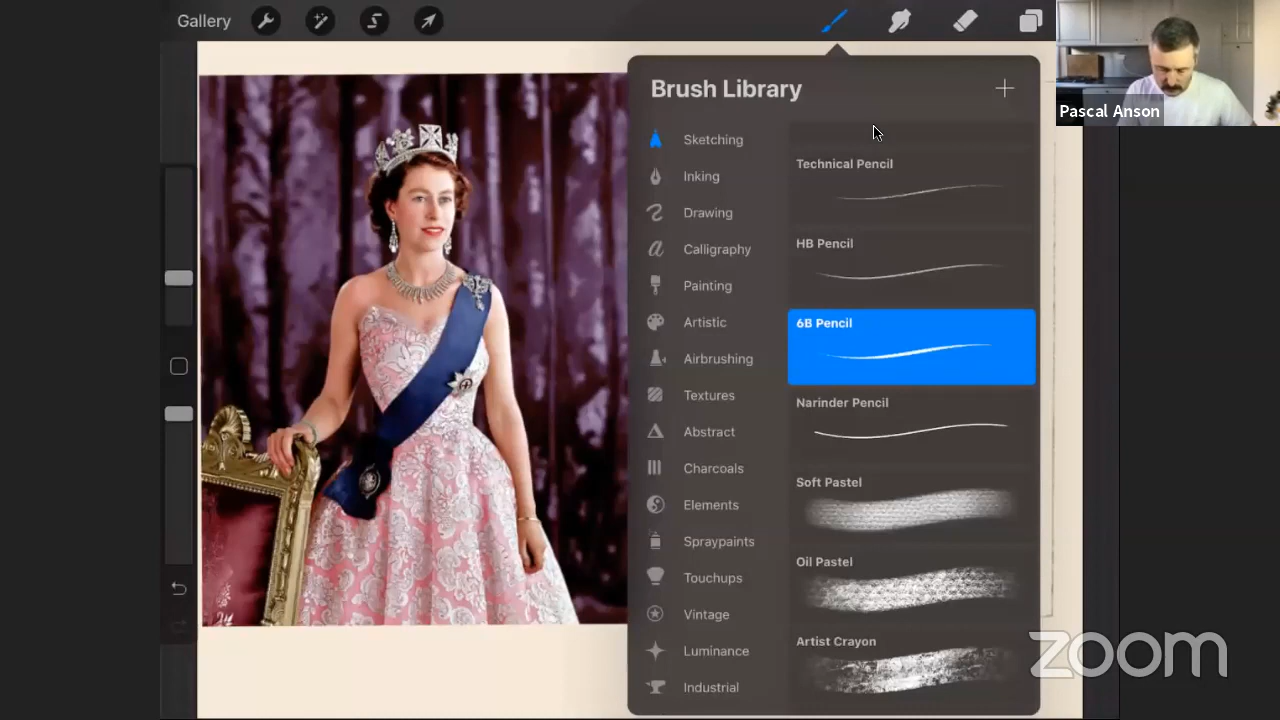 Gallery
Brush Library
Sketching
Inking
Drawing
Calligraphy
Painting
Artistic
Airbrushing
Textures
Abstract
Charcoals
Elements
Spraypaints
Touchups
Vintage
Luminance
Industrial
Technical Pencil
HB Pencil
6B Pencil
Narinder Pencil
Soft Pastel
Oil Pastel
Artist Crayon
Pascal Anson
zoom